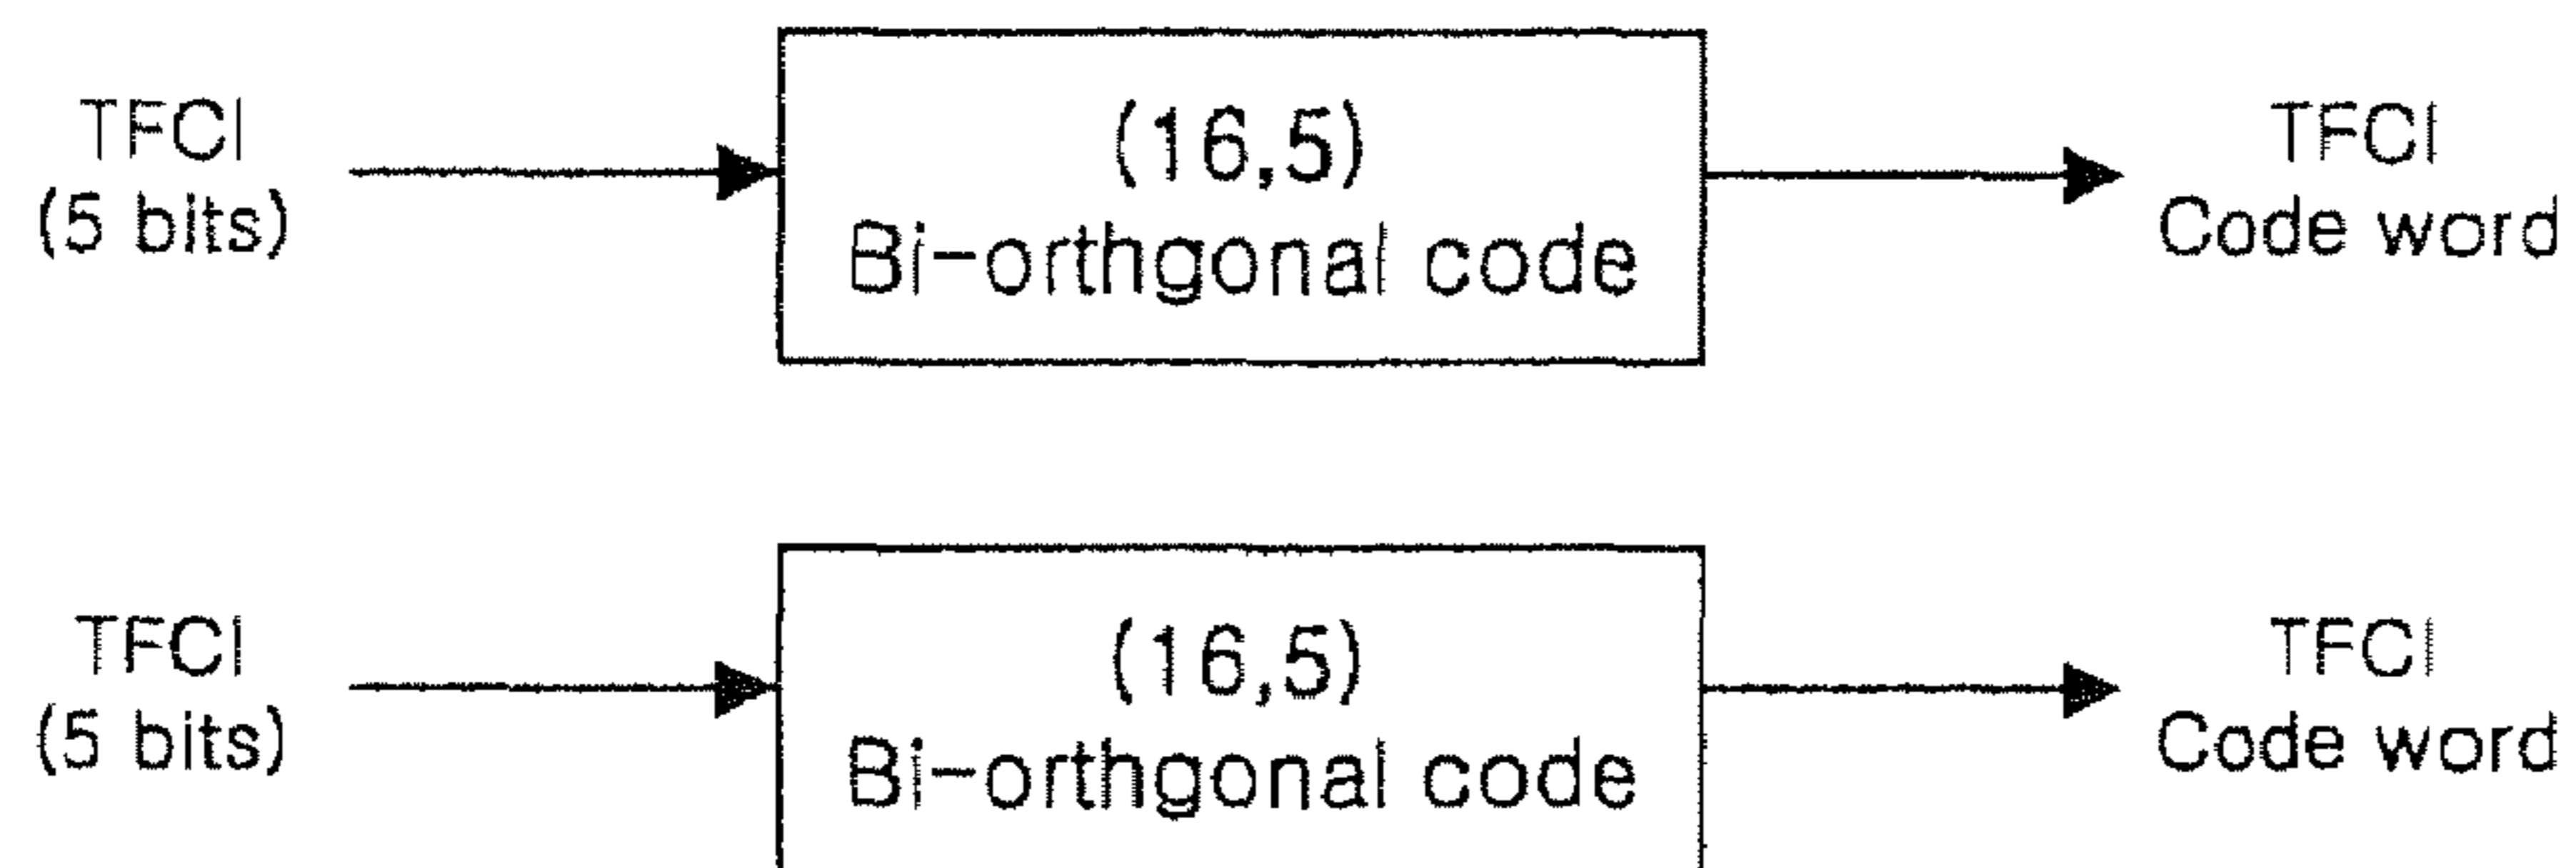 TFCI
(5 bits)
(16,5)
Bi-orthgonal code
TFCI
Code word
TFCI
(5 bits)
(16,5)
Bi-orthgonal code
TFCI
Code word